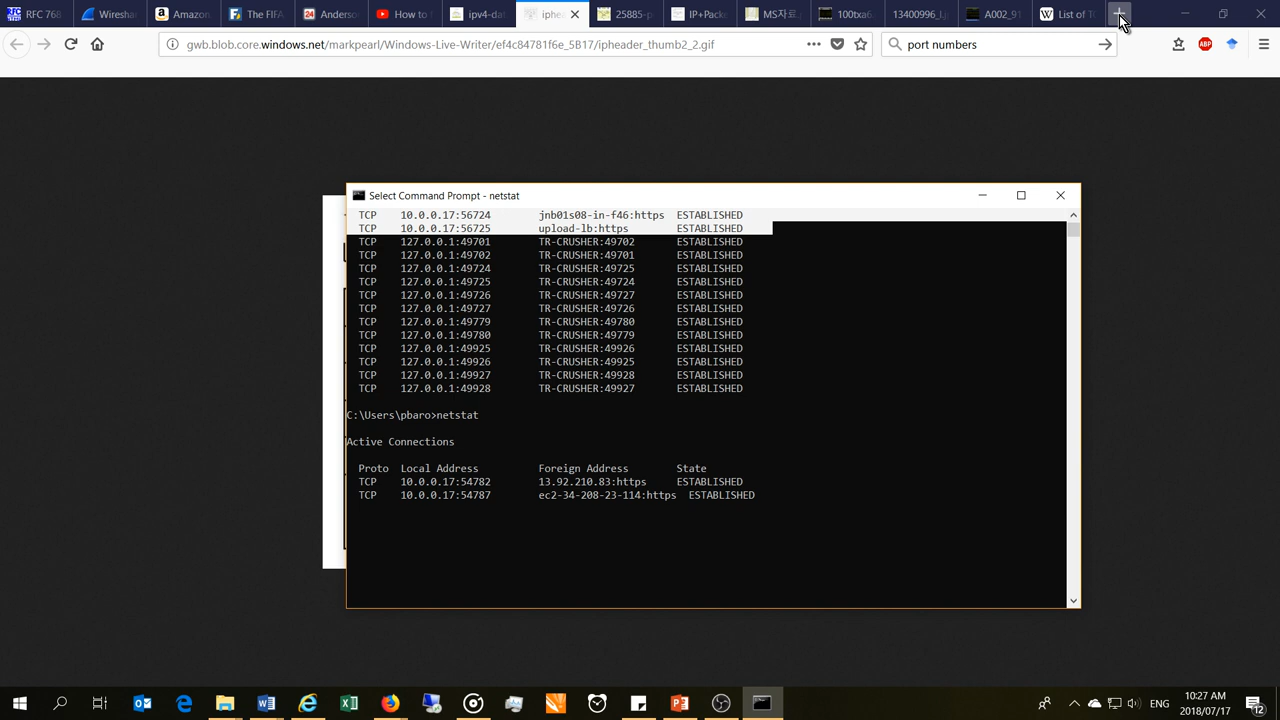 RFC 768
Wireshar
Amazon
The FIFA
Anderso
How to f
ipv4-dat
iphe
25885-p
IP+Packe
MS자료
100txa6
13400996_l.j
A002_91
List of T
gwb.blob.core.windows.net/markpearl/Windows-Live-Writer/ef4c84781f6e_5B17/ipheader_thumb2_2.gif
port numbers
ABP
Select Command Prompt - netstat
TCP 10.0.0.17:56724 jnb01s08-in-f46:https ESTABLISHED
TCP 10.0.0.17:56725 upload-lb:https ESTABLISHED
TCP 127.0.0.1:49701 TR-CRUSHER:49702 ESTABLISHED
TCP 127.0.0.1:49702 TR-CRUSHER:49701 ESTABLISHED
TCP 127.0.0.1:49724 TR-CRUSHER:49725 ESTABLISHED
TCP 127.0.0.1:49725 TR-CRUSHER:49724 ESTABLISHED
TCP 127.0.0.1:49726 TR-CRUSHER:49727 ESTABLISHED
TCP 127.0.0.1:49727 TR-CRUSHER:49726 ESTABLISHED
TCP 127.0.0.1:49779 TR-CRUSHER:49780 ESTABLISHED
TCP 127.0.0.1:49780 TR-CRUSHER:49779 ESTABLISHED
TCP 127.0.0.1:49925 TR-CRUSHER:49926 ESTABLISHED
TCP 127.0.0.1:49926 TR-CRUSHER:49925 ESTABLISHED
TCP 127.0.0.1:49927 TR-CRUSHER:49928 ESTABLISHED
TCP 127.0.0.1:49928 TR-CRUSHER:49927 ESTABLISHED
C:\Users\pbaro>netstat
Active Connections
Proto Local Address Foreign Address State
TCP 10.0.0.17:54782 13.92.210.83:https ESTABLISHED
TCP 10.0.0.17:54787 ec2-34-208-23-114:https ESTABLISHED
ENG
10:27 AM
2018/07/17
12